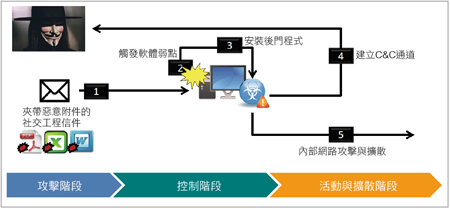 3
安裝後門程式
觸發軟體弱點
2
4
建立C&C通道
1
夾帶惡意附件的
社交工程信件
5
內部網路攻擊與擴散
攻擊階段
控制階段
活動與擴散階段